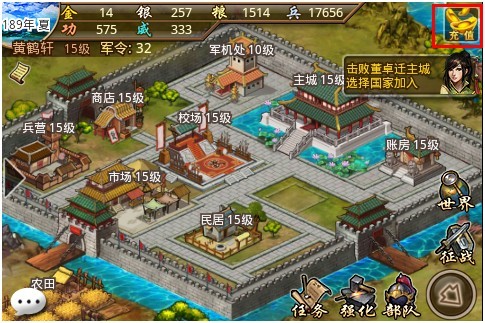 189年 夏
金 14 银 257 粮 1514 兵 17656
功 575 威 333
充值
黄鹤轩 15级 军令: 32
军机处 10级
击败董卓迁主城
选择国家加入
主城 15级
商店 15级
兵营 15级
校场 15级
账房 15级
市场 15级
世界
民居 15级
征战
农田
任务 强化 部队